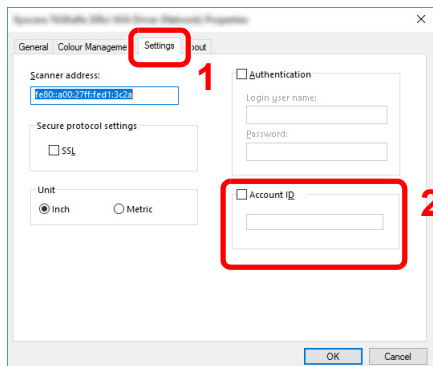 General Colour Manageme Settings out
1
Scanner address:
fe80::a00:27ff:fed1:3c2a
Secure protocol settings
SSL
Unit
Inch Metric
Authentication
Login user name:
Password:
Account ID
2
OK Cancel